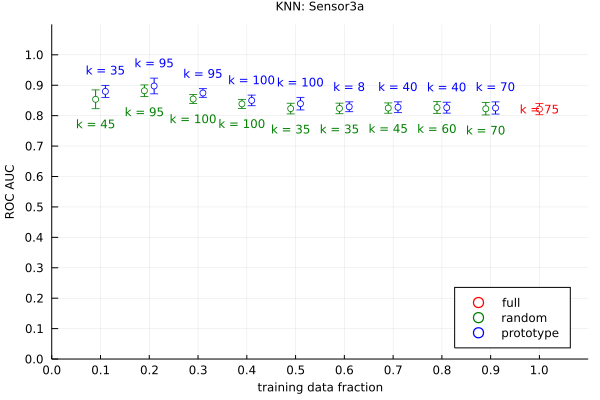 KNN: Sensor3a
ROC AUC
1.0
0.9
0.8
0.7
0.6
0.5
0.4
0.3
0.2
0.1
0.0
k = 35
k = 95
k = 95
k = 100
k = 100
k = 8
k = 40
k = 40
k = 70
k = 45
k = 95
k = 100
k = 100
k = 35
k = 35
k = 45
k = 60
k = 70
k = 75
full
random
prototype
0.0 0.1 0.2 0.3 0.4 0.5 0.6 0.7 0.8 0.9 1.0
training data fraction